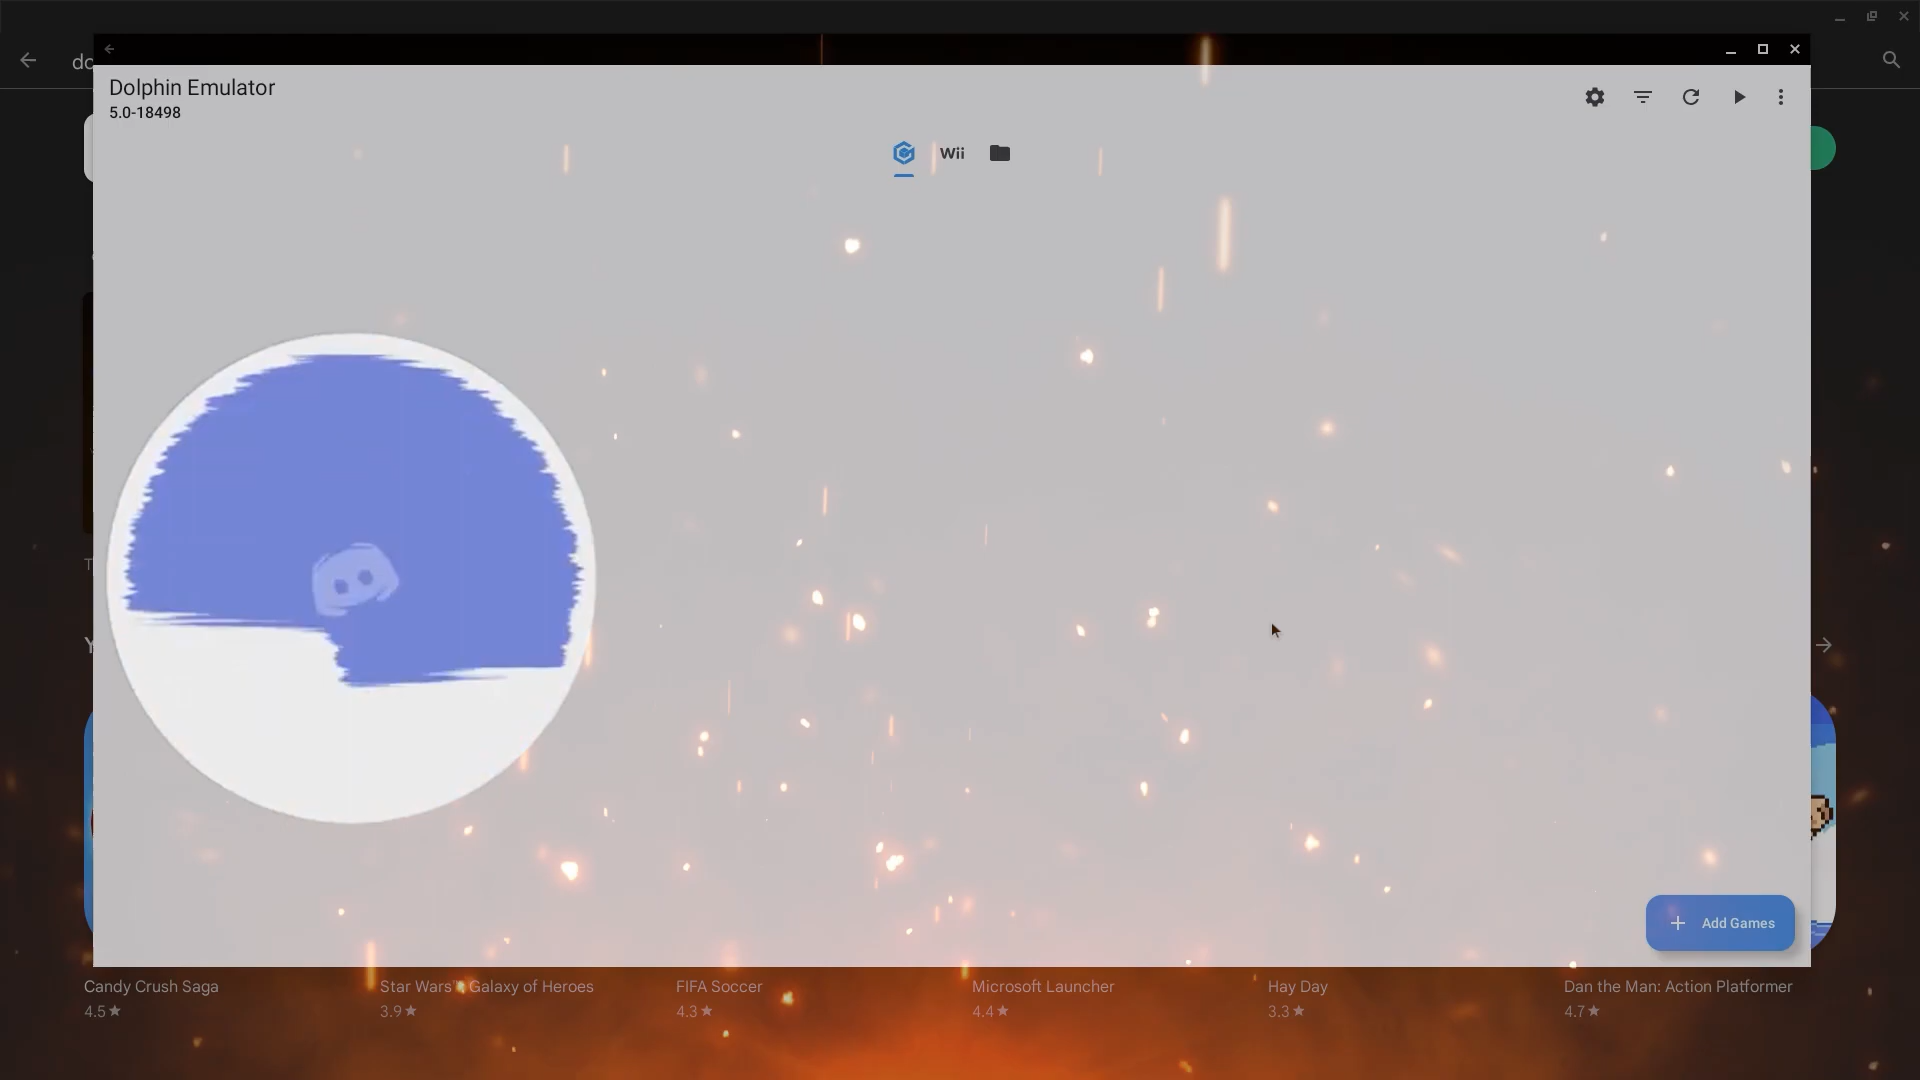 do
Dolphin Emulator
5.0-18498
Wii
T
Y
Add Games
Candy Crush Saga
4.5
Star Wars Galaxy of Heroes
3.9
FIFA Soccer
4.3
Microsoft Launcher
4.4
Hay Day
3.3
Dan the Man: Action Platformer
4.7